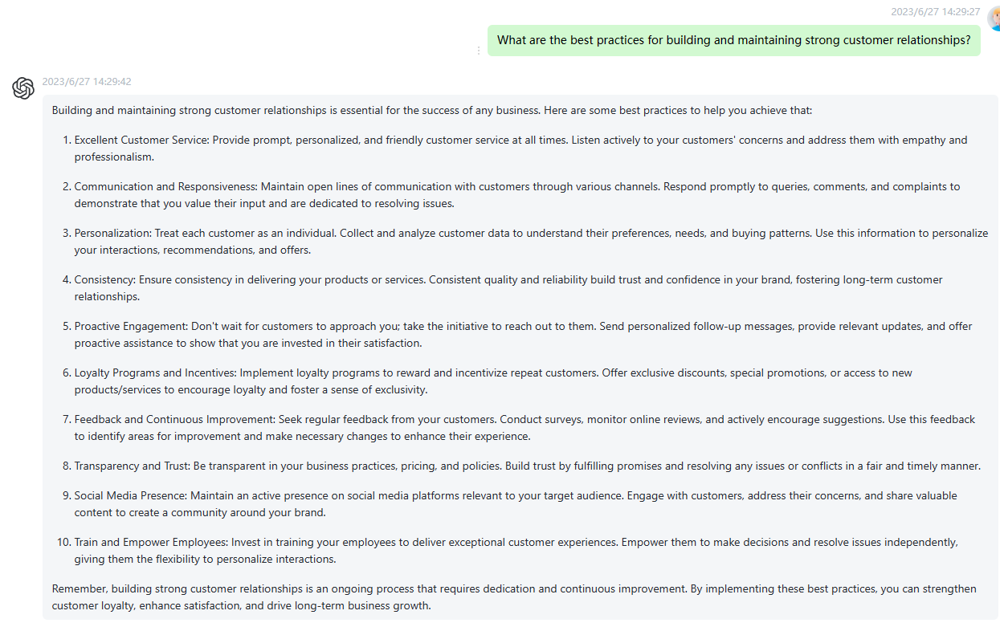 2023/6/27 14:29:27
What are the best practices for building and maintaining strong customer relationships?
2023/6/27 14:29:42
Building and maintaining strong customer relationships is essential for the success of any business. Here are some best practices to help you achieve that:
1. Excellent Customer Service: Provide prompt, personalized, and friendly customer service at all times. Listen actively to your customers' concerns and address them with empathy and
professionalism.
2. Communication and Responsiveness: Maintain open lines of communication with customers through various channels. Respond promptly to queries, comments, and complaints to
demonstrate that you value their input and are dedicated to resolving issues.
3. Personalization: Treat each customer as an individual. Collect and analyze customer data to understand their preferences, needs, and buying patterns. Use this information to personalize
your interactions, recommendations, and offers.
4. Consistency: Ensure consistency in delivering your products or services. Consistent quality and reliability build trust and confidence in your brand, fostering long-term customer
relationships.
5. Proactive Engagement: Don't wait for customers to approach you; take the initiative to reach out to them. Send personalized follow-up messages, provide relevant updates, and offer
proactive assistance to show that you are invested in their satisfaction.
6. Loyalty Programs and Incentives: Implement loyalty programs to reward and incentivize repeat customers. Offer exclusive discounts, special promotions, or access to new
products/services to encourage loyalty and foster a sense of exclusivity.
7. Feedback and Continuous Improvement: Seek regular feedback from your customers. Conduct surveys, monitor online reviews, and actively encourage suggestions. Use this feedback
to identify areas for improvement and make necessary changes to enhance their experience.
8. Transparency and Trust: Be transparent in your business practices, pricing, and policies. Build trust by fulfilling promises and resolving any issues or conflicts in a fair and timely manner.
9. Social Media Presence: Maintain an active presence on social media platforms relevant to your target audience. Engage with customers, address their concerns, and share valuable
content to create a community around your brand.
10. Train and Empower Employees: Invest in training your employees to deliver exceptional customer experiences. Empower them to make decisions and resolve issues independently,
giving them the flexibility to personalize interactions.
Remember, building strong customer relationships is an ongoing process that requires dedication and continuous improvement. By implementing these best practices, you can strengthen
customer loyalty, enhance satisfaction, and drive long-term business growth.